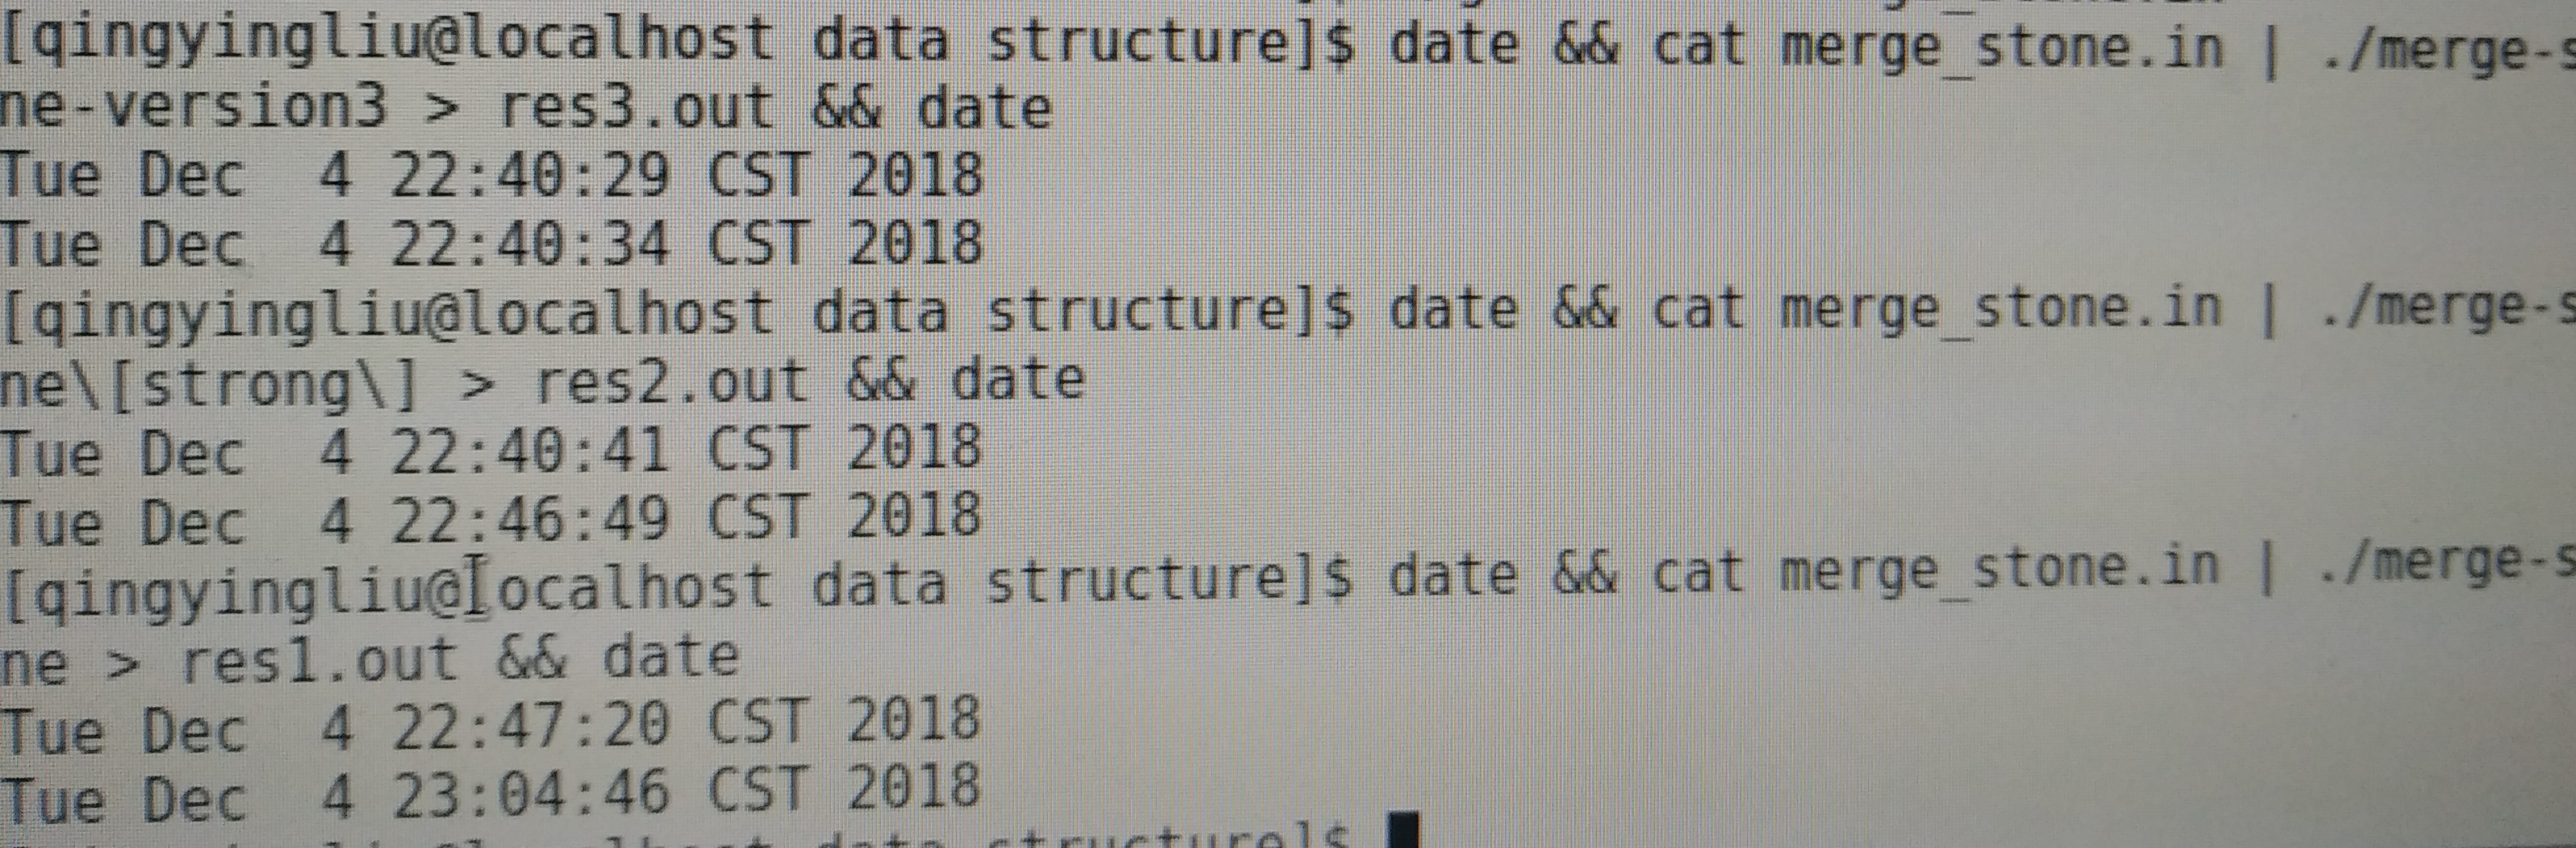 [qingyingliu@localhost data structure]$ date && cat merge_stone.in | ./merge-s
ne-version3 > res3.out && date
Tue Dec  4 22:40:29 CST 2018
Tue Dec  4 22:40:34 CST 2018
[qingyingliu@localhost data structure]$ date && cat merge_stone.in | ./merge-s
ne\[strong\] > res2.out && date
Tue Dec  4 22:40:41 CST 2018
Tue Dec  4 22:46:49 CST 2018
[qingyingliu@localhost data structure]$ date && cat merge_stone.in | ./merge-s
ne > res1.out && date
Tue Dec  4 22:47:20 CST 2018
Tue Dec  4 23:04:46 CST 2018
structure]$